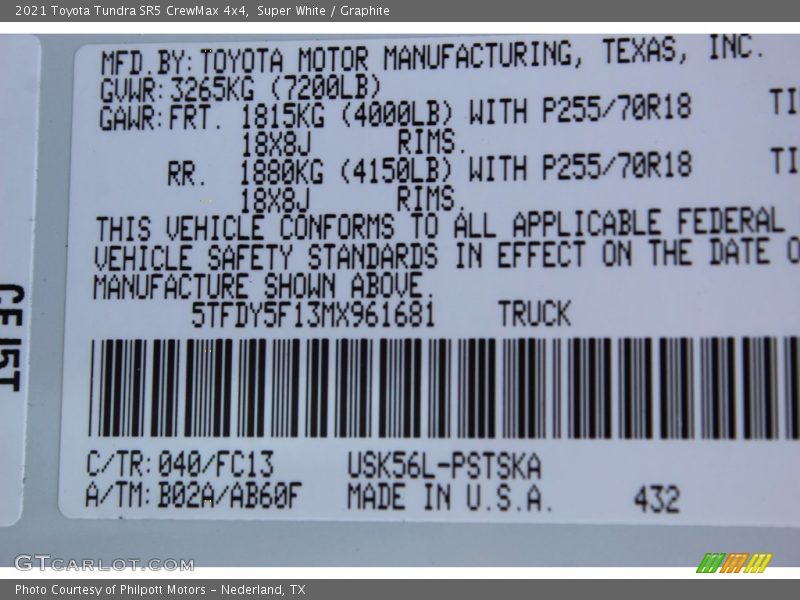 2021 Toyota Tundra SR5 CrewMax 4x4, Super White / Graphite
MFD.BY:TOYOTA MOTOR MANUFACTURING, TEXAS, INC.
GVWR:3265KG (7200LB)
GAWR:FRT. 1815KG (4000LB) WITH P255/70R18 TI
18X8J RIMS.
RR. 1880KG (4150LB) WITH P255/70R18 TI
18X8J RIMS.
THIS VEHICLE CONFORMS TO ALL APPLICABLE FEDERAL
VEHICLE SAFETY STANDARDS IN EFFECT ON THE DATE O
MANUFACTURE SHOWN ABOVE.
5TFDY5F13MX961681 TRUCK
C/TR:040/FC13 USK56L-PSTSKA
A/TM:B02A/AB60F MADE IN U.S.A. 432
GTCARLOT.COM
Photo Courtesy of Philpott Motors - Nederland, TX